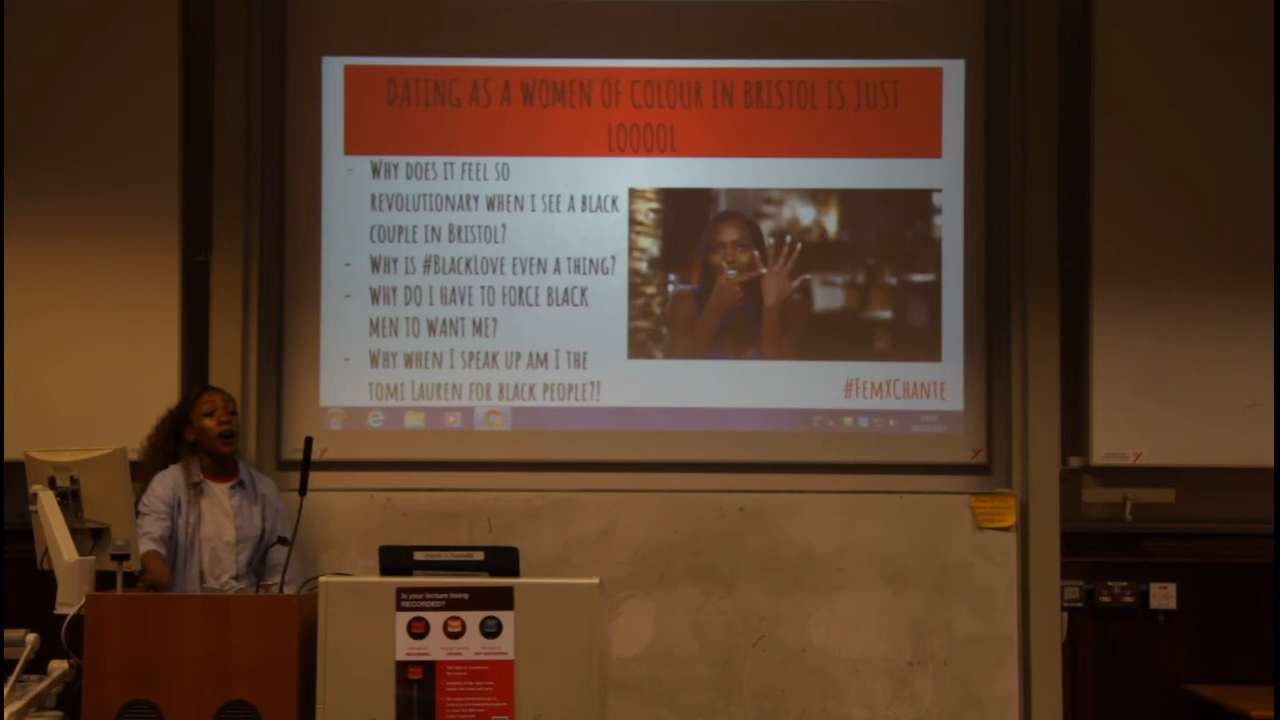 DATING AS A WOMEN OF COLOUR IN BRISTOL IS JUST
LOOOOL
- WHY DOES IT FEEL SO
REVOLUTIONARY WHEN I SEE A BLACK
COUPLE IN BRISTOL?
- WHY IS #BLACKLOVE EVEN A THING?
- WHY DO I HAVE TO FORCE BLACK
MEN TO WANT ME?
- WHY WHEN I SPEAK UP AM I THE
TOMI LAUREN FOR BLACK PEOPLE?!
#FEMXCHANTE
Is your lecture being
RECORDED?